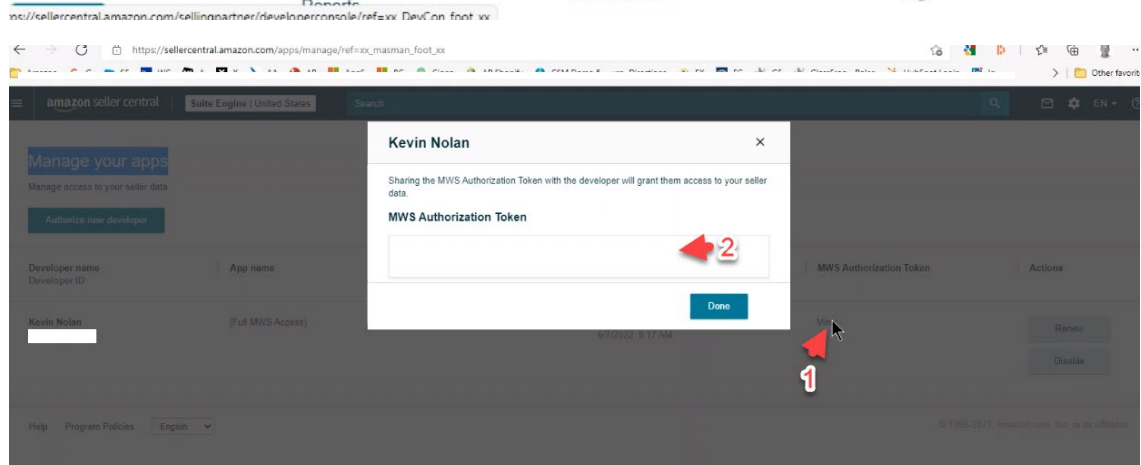 Reports
ps://sellercentral.amazon.com/sellingpartner/developerconsole/ref=xx_DevCon_foot_xx
https://sellercentral.amazon.com/apps/manage/ref=xx_masman_foot_xx
Other favorit
amazon seller central
Suite Engine | United States
Search
EN
Kevin Nolan
×
Manage your apps
Manage access to your seller data
Authorize new developer
Sharing the MWS Authorization Token with the developer will grant them access to your seller
data.
MWS Authorization Token
2
Done
Developer name
Developer ID
App name
MWS Authorization Token
Actions
Kevin Nolan
(Full MWS Access)
6/7/2022, 8:17 AM
1
Renew
Disable
Help
Program Policies
English
© 1999-2021, Amazon.com, Inc. or its affiliates